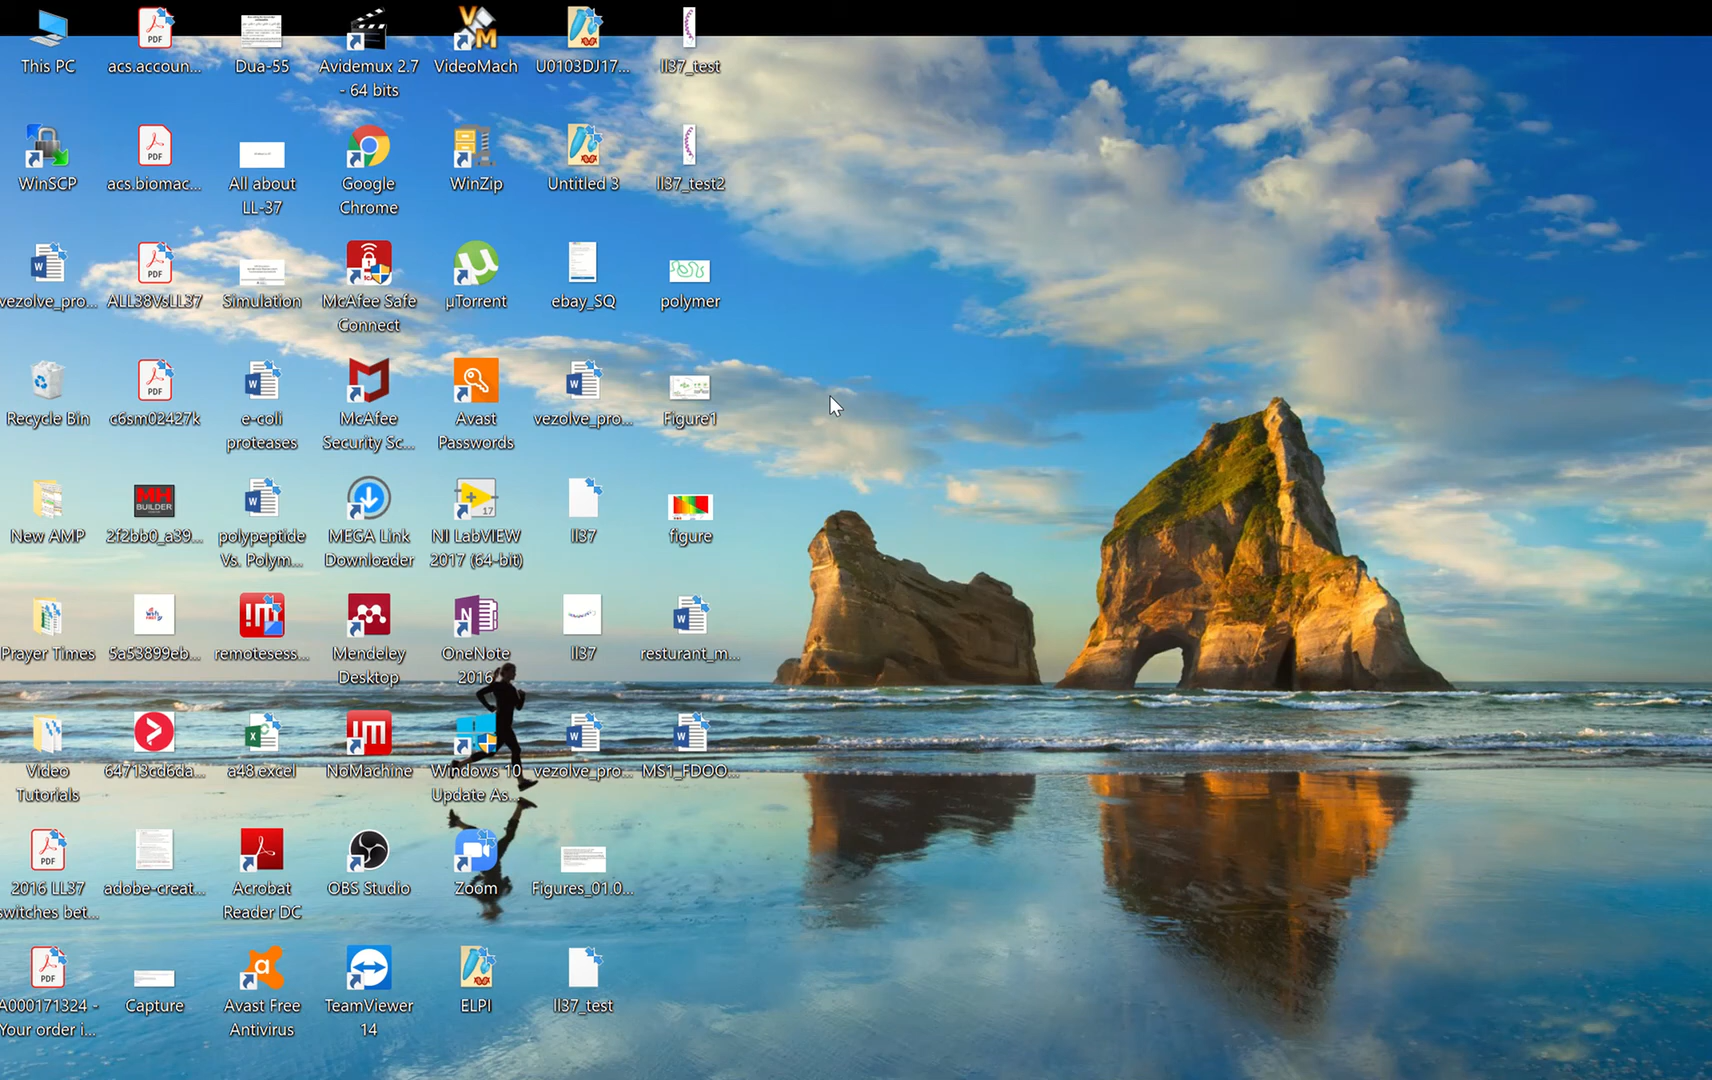 This PC
acs.accoun...
Dua-55
Avidemux 2.7
- 64 bits
VideoMach
U0103DJ17...
ll37_test
WinSCP
acs.biomac...
All about
LL-37
Google
Chrome
WinZip
Untitled 3
ll37_test2
vezolve_pro...
ALL38VsLL37
Simulation
McAfee Safe
Connect
µTorrent
ebay_SQ
polymer
Recycle Bin
c6sm02427k
e-coli
proteases
McAfee
Security Sc...
Avast
Passwords
vezolve_pro...
Figure1
New AMP
2f2bb0_a39...
polypeptide
Vs. Polym...
MEGA Link
Downloader
NI LabVIEW
2017 (64-bit)
ll37
figure
Prayer Times
5a53899eb...
remotesess...
Mendeley
Desktop
OneNote
2016
ll37
resturant_m...
Video
Tutorials
64713cd6da...
a48.excel
NoMachine
Windows 10
Update As...
vezolve_pro...
MS1_FDOO...
2016 LL37
switches bet...
adobe-creat...
Acrobat
Reader DC
OBS Studio
Zoom
Figures_01.0...
A000171324 -
Your order i...
Capture
Avast Free
Antivirus
TeamViewer
14
ELPI
ll37_test